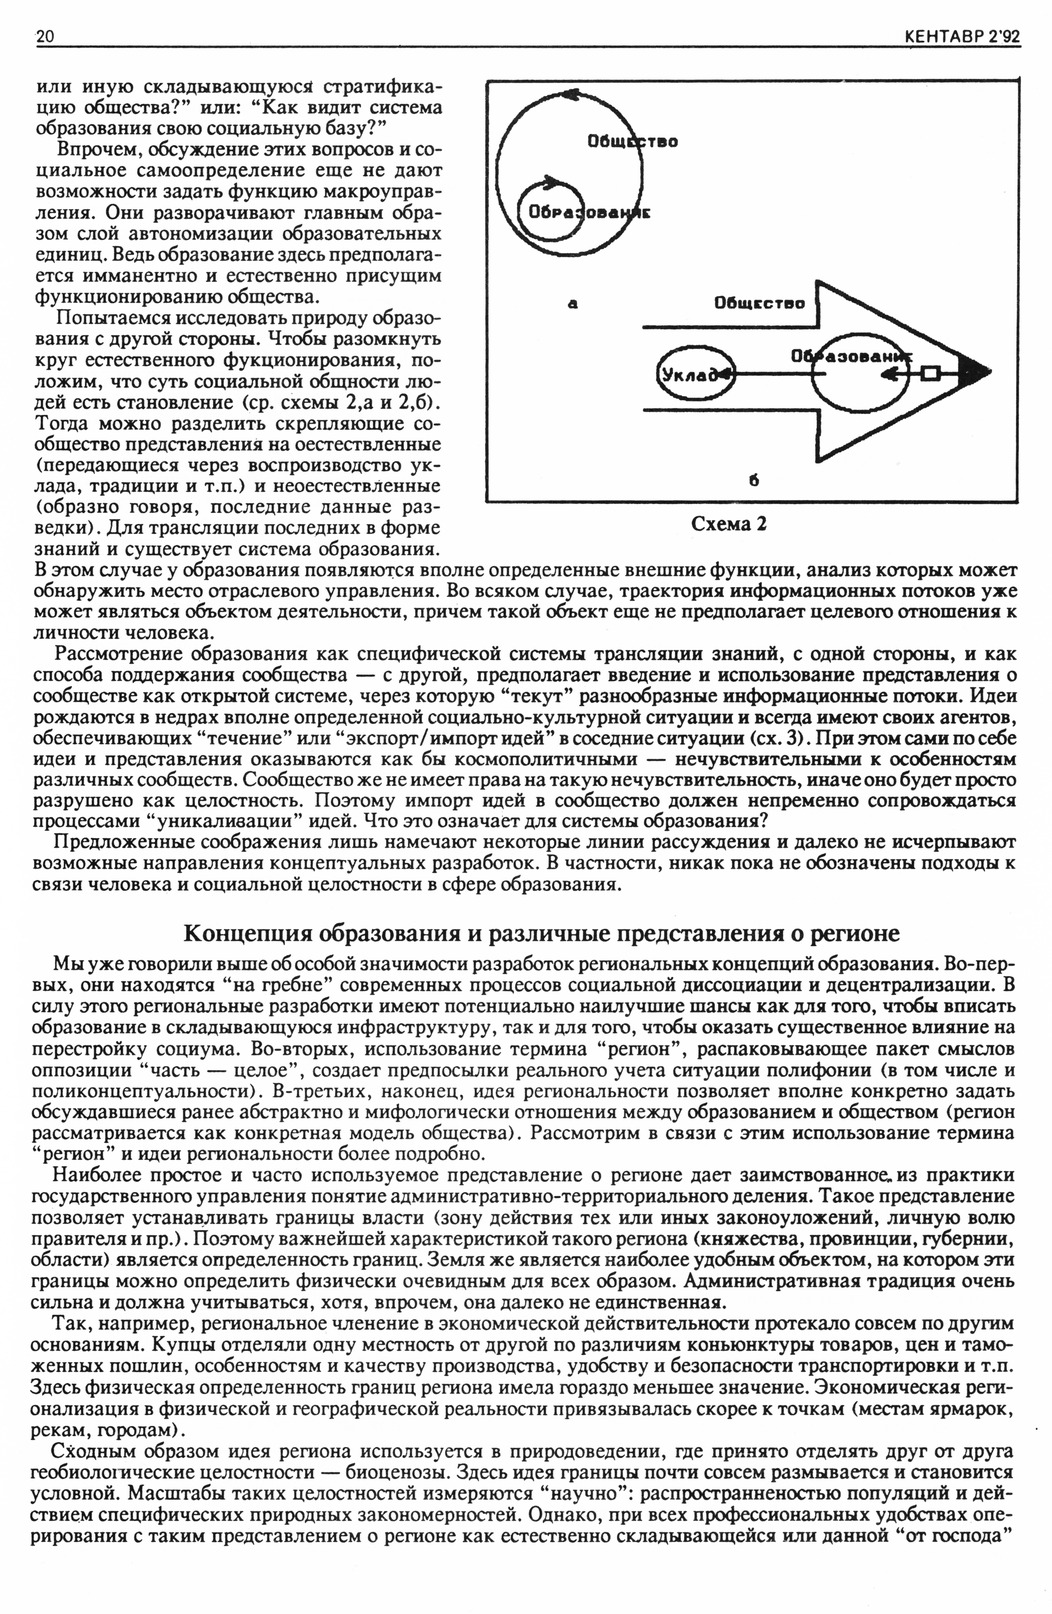 20
КЕНТАВР 2'92
или иную складывающуюся стратифика-
цию общества?” или: “Как видит система
образования свою социальную базу?”
Впрочем, обсуждение этих вопросов и со-
циальное самоопределение еще не дают
возможности задать функцию макроуправ-
ления. Они разворачивают главным обра-
зом слой автономизации образовательных
единиц. Ведь образование здесь предполага-
ется имманентно и естественно присущим
функционированию общества.
Попытаемся исследовать природу образо-
вания с другой стороны. Чтобы разомкнуть
круг естественного фукционирования, по-
ложим, что суть социальной общности лю-
дей есть становление (ср. схемы 2,а и 2,б).
Тогда можно разделить скрепляющие со-
общество представления на оестествленные
(передающиеся через воспроизводство ук-
лада, традиции и т.п.) и неоестествленные
(образно говоря, последние данные раз-
ведки). Для трансляции последних в форме
знаний и существует система образования.
Общество
Образование
а
Общество
Образование
Уклад
б
Схема 2
В этом случае у образования появляются вполне определенные внешние функции, анализ которых может
обнаружить место отраслевого управления. Во всяком случае, траектория информационных потоков уже
может являться объектом деятельности, причем такой объект еще не предполагает целевого отношения к
личности человека.
Рассмотрение образования как специфической системы трансляции знаний, с одной стороны, и как
способа поддержания сообщества — с другой, предполагает введение и использование представления о
сообществе как открытой системе, через которую “текут” разнообразные информационные потоки. Идеи
рождаются в недрах вполне определенной социально-культурной ситуации и всегда имеют своих агентов,
обеспечивающих “течение” или “экспорт/импорт идей” в соседние ситуации (сх. 3). При этом сами по себе
идеи и представления оказываются как бы космополитичными — нечувствительными к особенностям
различных сообществ. Сообщество же не имеет права на такую нечувствительность, иначе оно будет просто
разрушено как целостность. Поэтому импорт идей в сообщество должен непременно сопровождаться
процессами “уникализации” идей. Что это означает для системы образования?
Предложенные соображения лишь намечают некоторые линии рассуждения и далеко не исчерпывают
возможные направления концептуальных разработок. В частности, никак пока не обозначены подходы к
связи человека и социальной целостности в сфере образования.
Концепция образования и различные представления о регионе
Мы уже говорили выше об особой значимости разработок региональных концепций образования. Во-пер-
вых, они находятся “на гребне” современных процессов социальной диссоциации и децентрализации. В
силу этого региональные разработки имеют потенциально наилучшие шансы как для того, чтобы вписать
образование в складывающуюся инфраструктуру, так и для того, чтобы оказать существенное влияние на
перестройку социума. Во-вторых, использование термина “регион”, распаковывающее пакет смыслов
оппозиции “часть — целое”, создает предпосылки реального учета ситуации полифонии (в том числе и
поликонцептуальности). В-третьих, наконец, идея региональности позволяет вполне конкретно задать
обсуждавшиеся ранее абстрактно и мифологически отношения между образованием и обществом (регион
рассматривается как конкретная модель общества). Рассмотрим в связи с этим использование термина
“регион” и идеи региональности более подробно.
Наиболее простое и часто используемое представление о регионе дает заимствованное из практики
государственного управления понятие административно-территориального деления. Такое представление
позволяет устанавливать границы власти (зону действия тех или иных законоуложений, личную волю
правителя и пр.). Поэтому важнейшей характеристикой такого региона (княжества, провинции, губернии,
области) является определенность границ. Земля же является наиболее удобным объектом, на котором эти
границы можно определить физически очевидным для всех образом. Административная традиция очень
сильна и должна учитываться, хотя, впрочем, она далеко не единственная.
Так, например, региональное членение в экономической действительности протекало совсем по другим
основаниям. Купцы отделяли одну местность от другой по различиям коньюнктуры товаров, цен и тамо-
женных пошлин, особенностям и качеству производства, удобству и безопасности транспортировки и т.п.
Здесь физическая определенность границ региона имела гораздо меньшее значение. Экономическая реги-
онализация в физической и географической реальности привязывалась скорее к точкам (местам ярмарок,
рекам, городам).
Сходным образом идея региона используется в природоведении, где принято отделять друг от друга
геобиологические целостности — биоценозы. Здесь идея границы почти совсем размывается и становится
условной. Масштабы таких целостностей измеряются “научно”: распространненостью популяций и дей-
ствием специфических природных закономерностей. Однако, при всех профессиональных удобствах опе-
рирования с таким представлением о регионе как естественно складывающейся или данной “от господа”